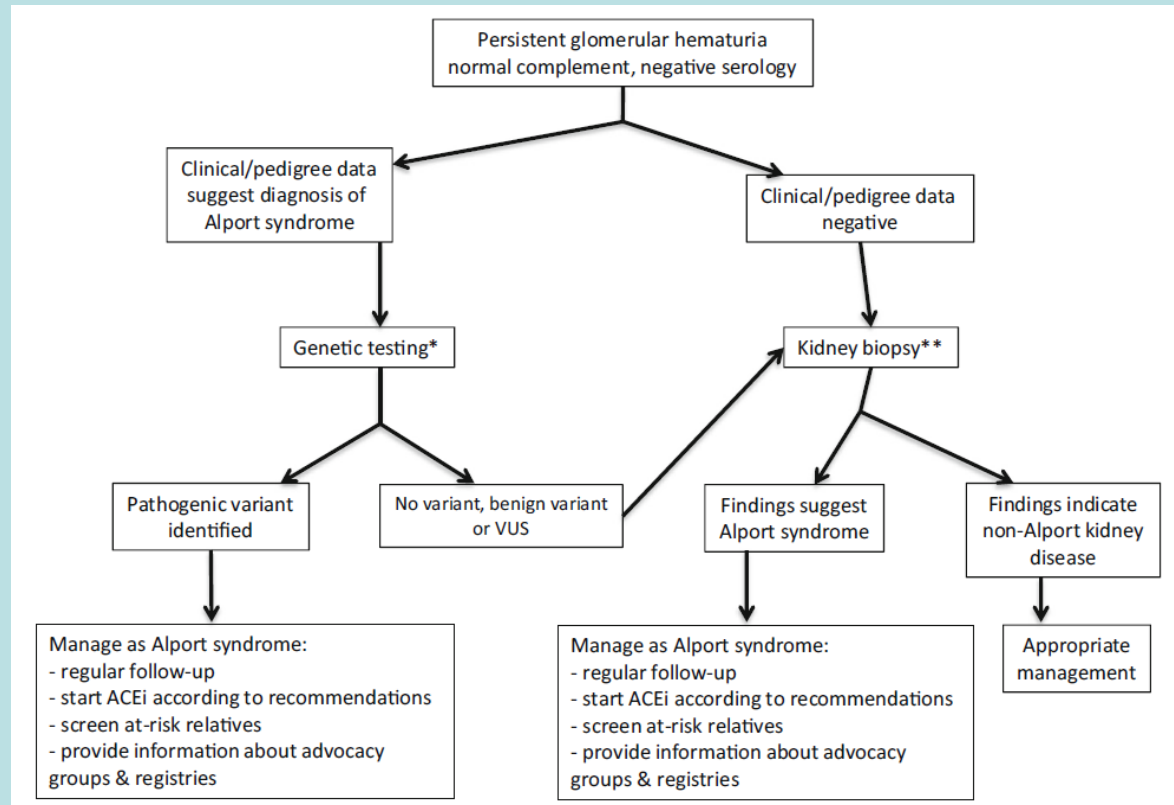 Persistent glomerular hematuria
normal complement, negative serology
Clinical/pedigree data
suggest diagnosis of
Alport syndrome
Clinical/pedigree data
negative
Genetic testing*
Kidney biopsy**
Pathogenic variant
identified
No variant, benign variant
or VUS
Findings suggest
Alport syndrome
Findings indicate
non-Alport kidney
disease
Manage as Alport syndrome:
- regular follow-up
- start ACEi according to recommendations
- screen at-risk relatives
- provide information about advocacy
groups & registries
Manage as Alport syndrome:
- regular follow-up
- start ACEi according to recommendations
- screen at-risk relatives
- provide information about advocacy
groups & registries
Appropriate
management